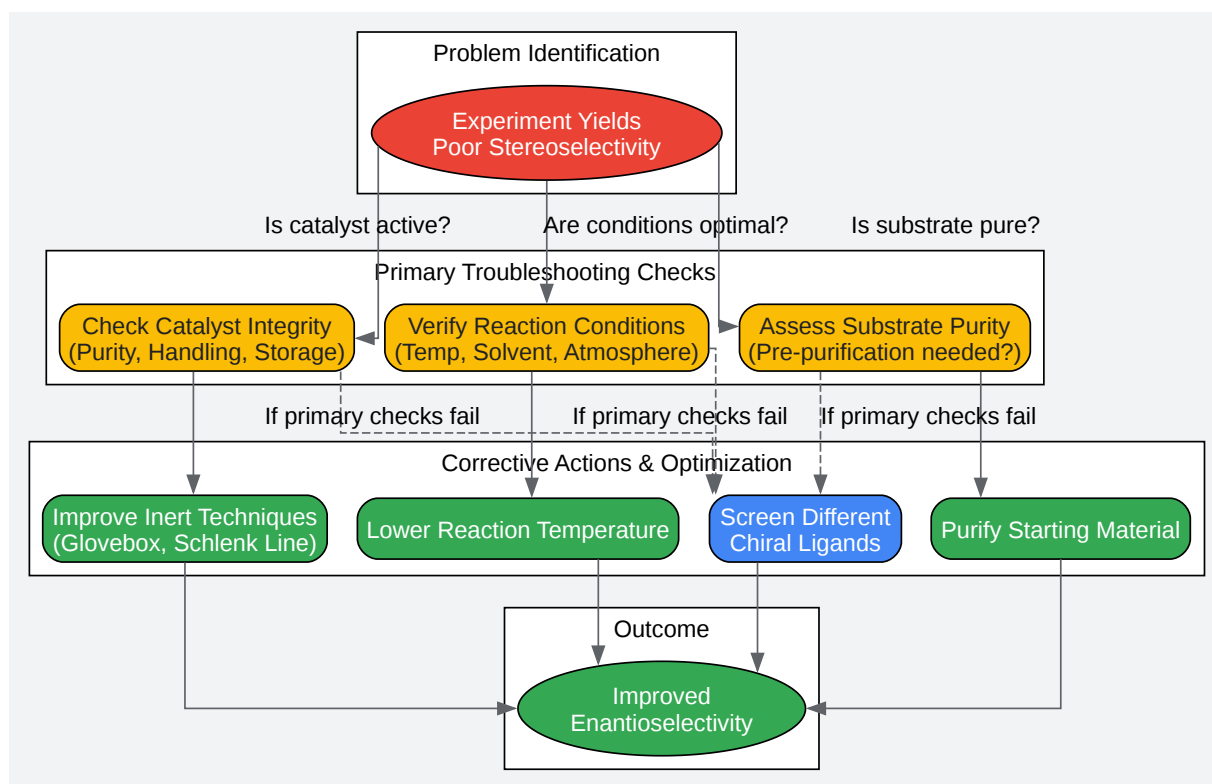 Problem Identification
Experiment Yields
Poor Stereoselectivity
Is catalyst active?
Are conditions optimal?
Is substrate pure?
Primary Troubleshooting Checks
Check Catalyst Integrity
(Purity, Handling, Storage)
Verify Reaction Conditions
(Temp, Solvent, Atmosphere)
Assess Substrate Purity
(Pre-purification needed?)
If primary checks fail
If primary checks fail
If primary checks fail
Corrective Actions & Optimization
Improve Inert Techniques
(Glovebox, Schlenk Line)
Lower Reaction Temperature
Screen Different
Chiral Ligands
Purify Starting Material
Outcome
Improved
Enantioselectivity